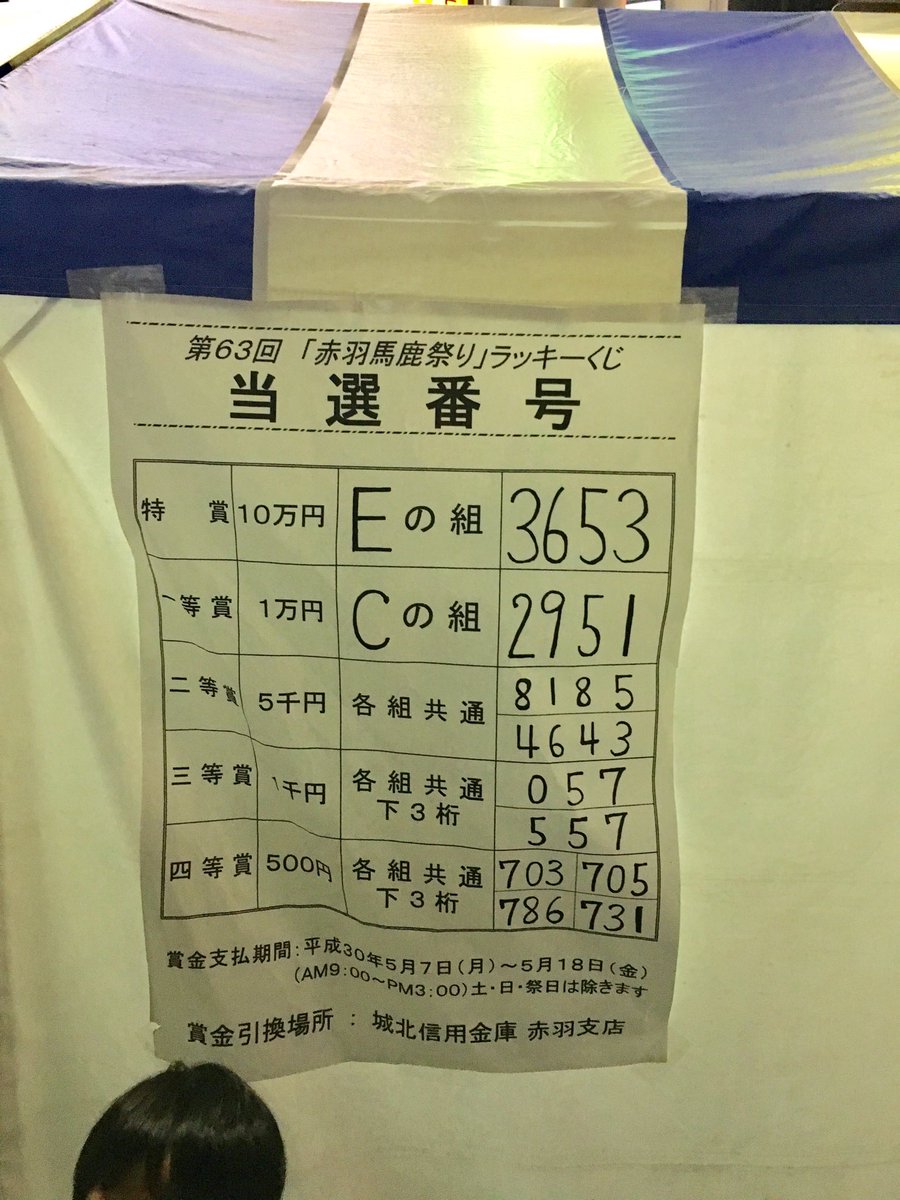 第63回 「赤羽馬鹿祭り」ラッキーくじ
当選番号
特賞 10万円 Eの組 3653
一等賞 1万円 Cの組 2951
二等賞 5千円 各組共通 8185
4643
三等賞 1千円 各組共通 下3桁 057
557
四等賞 500円 各組共通 下3桁 703 705
786 731
賞金支払期間:平成30年5月7日(月)~5月18日(金)
(AM9:00~PM3:00)土・日・祭日は除きます
賞金引換場所 : 城北信用金庫 赤羽支店